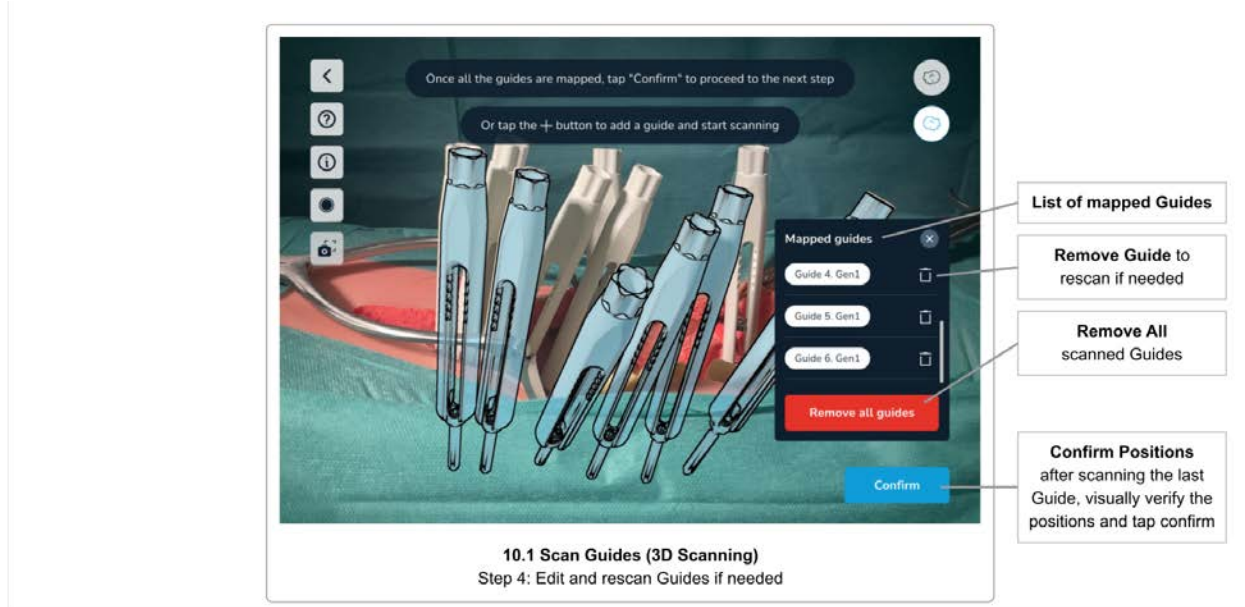 Once all the guides are mapped, tap "Confirm" to proceed to the next step
Or tap the + button to add a guide and start scanning
Mapped guides
Guide 4. Gen1
Guide 5. Gen1
Guide 6. Gen1
Remove all guides
Confirm
List of mapped Guides
Remove Guide to
rescan if needed
Remove All
scanned Guides
Confirm Positions
after scanning the last
Guide, visually verify the
positions and tap confirm
10.1 Scan Guides (3D Scanning)
Step 4: Edit and rescan Guides if needed